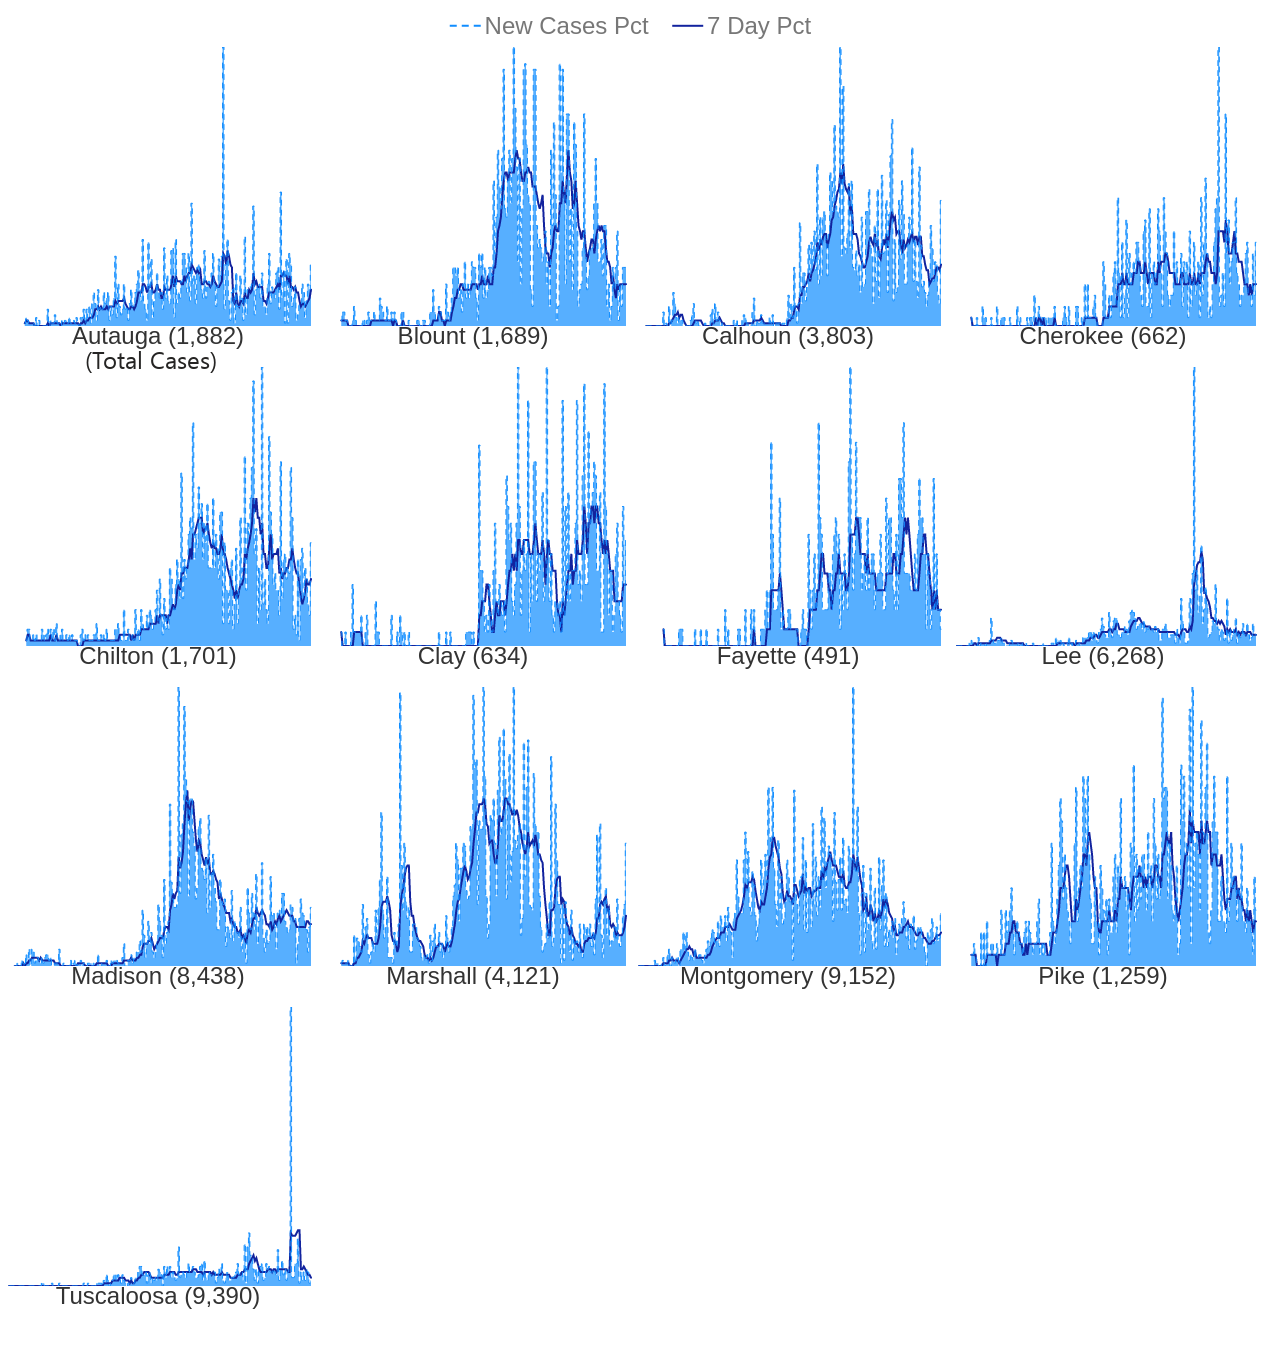 New Cases Pct 7 Day Pct
Autauga (1,882) Blount (1,689) Calhoun (3,803) Cherokee (662)
(Total Cases)
Chilton (1,701) Clay (634) Fayette (491) Lee (6,268)
Madison (8,438) Marshall (4,121) Montgomery (9,152) Pike (1,259)
Tuscaloosa (9,390)